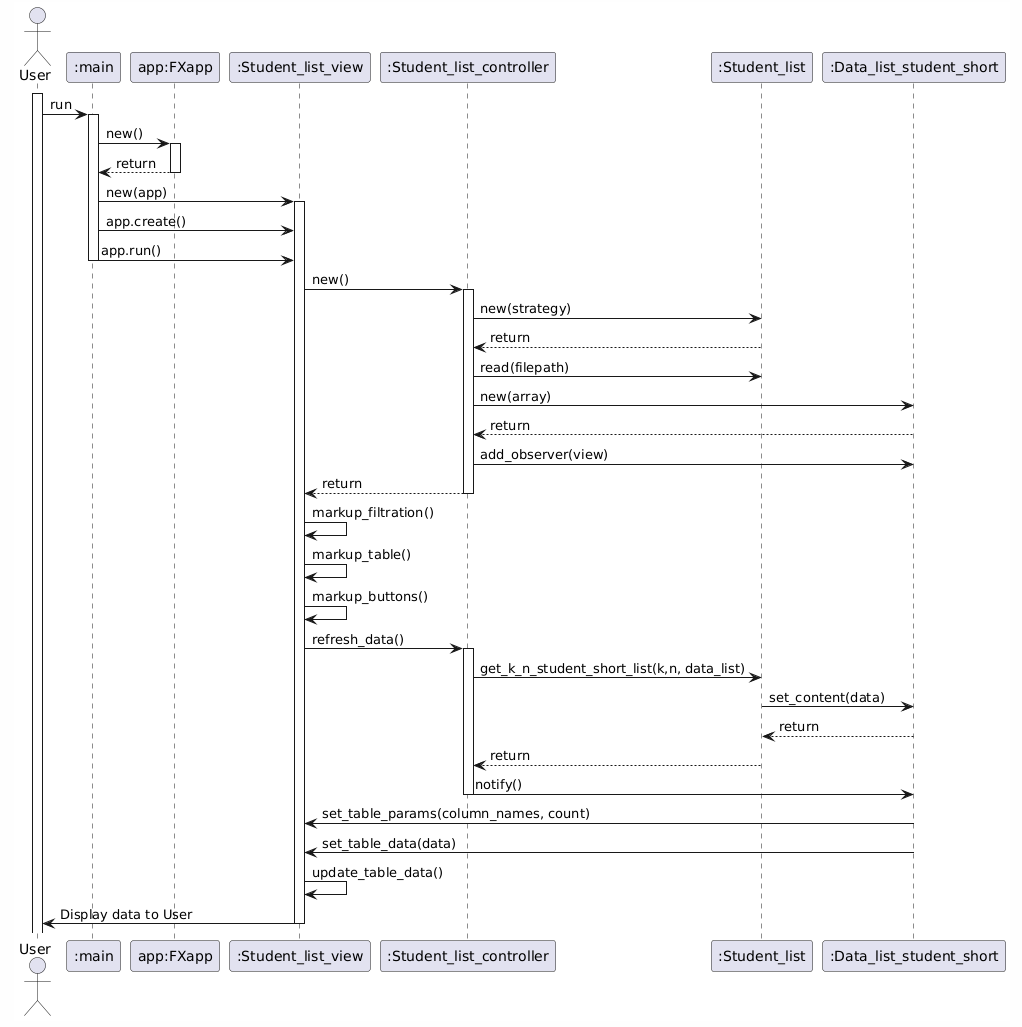 User
:main
app:FXapp
:Student_list_view
:Student_list_controller
:Student_list
:Data_list_student_short
run
new()
return
new(app)
app.create()
app.run()
new()
new(strategy)
return
read(filepath)
new(array)
return
add_observer(view)
return
markup_filtration()
markup_table()
markup_buttons()
refresh_data()
get_k_n_student_short_list(k,n, data_list)
set_content(data)
return
return
notify()
set_table_params(column_names, count)
set_table_data(data)
update_table_data()
Display data to User
User
:main
app:FXapp
:Student_list_view
:Student_list_controller
:Student_list
:Data_list_student_short